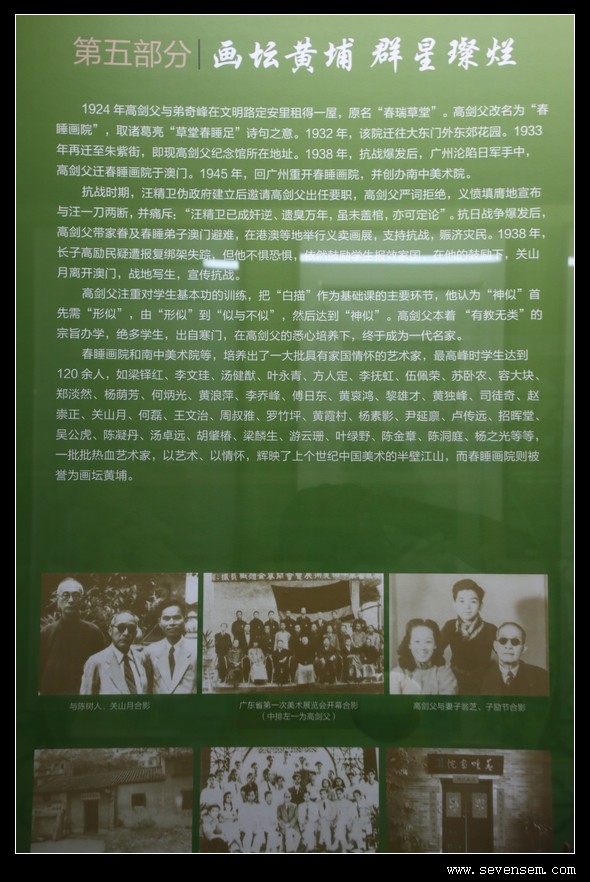 第五部分 | 画坛黄埔 群星璨烂
1924 年高剑父与弟奇峰在文明路定安里租得一屋，原名“春瑞草堂”。高剑父改名为“春
睡画院”，取诸葛亮“草堂春睡足”诗句之意。1932 年，该院迁往大东门外东郊花园。1933
年再迁至朱紫街，即现高剑父纪念馆所在地址。1938 年，抗战爆发后，广州沦陷日军手中，
高剑父迁春睡画院于澳门。1945 年，回广州重开春睡画院，并创办南中美术院。
抗战时期，汪精卫伪政府建立后邀请高剑父出任要职，高剑父严词拒绝，义愤填膺地宣布
与汪一刀两断，并痛斥：“汪精卫已成奸逆、遗臭万年，虽未盖棺，亦可定论”。抗日战争爆发后，
高剑父带家眷及春睡弟子澳门避难，在港澳等地举行义卖画展，支持抗战，赈济灾民。1938 年，
长子高励民疑遭报复绑架失踪，但他不惧恐惧，依然鼓励学生报效家国，在他的鼓励下，关山
月离开澳门，战地写生，宣传抗战。
高剑父注重对学生基本功的训练，把“白描”作为基础课的主要环节，他认为“神似”首
先需“形似”，由“形似”到“似与不似”，然后达到“神似”。高剑父本着 “有教无类”的
宗旨办学，绝多学生，出自寒门，在高剑父的悉心培养下，终于成为一代名家。
春睡画院和南中美术院等，培养出了一大批具有家国情怀的艺术家，最高峰时学生达到
120 余人，如梁铎红、李文珪、汤健猷、叶永青、方人定、李抚虹、伍佩荣、苏卧农、容大块、
郑淡然、杨荫芳、何炳光、黄浪萍、李乔峰、傅日东、黄哀鸿、黎雄才、黄独峰、司徒奇、赵
崇正、关山月、何磊、王文治、周叔雅、罗竹坪、黄霞村、杨素影、尹延廪、卢传远、招晖堂、
吴公虎、陈凝丹、汤卓远、胡肇椿、梁麟生、游云珊、叶绿野、陈金章、陈洞庭、杨之光等等，
一批批热血艺术家，以艺术、以情怀，辉映了上个世纪中国美术的半壁江山，而春睡画院则被
誉为画坛黄埔。
与陈树人、关山月合影
广东省第一次美术展览会开幕合影
（中排左一为高剑父）
高剑父与妻子翁芝、子励节合影
www.sevensem.com